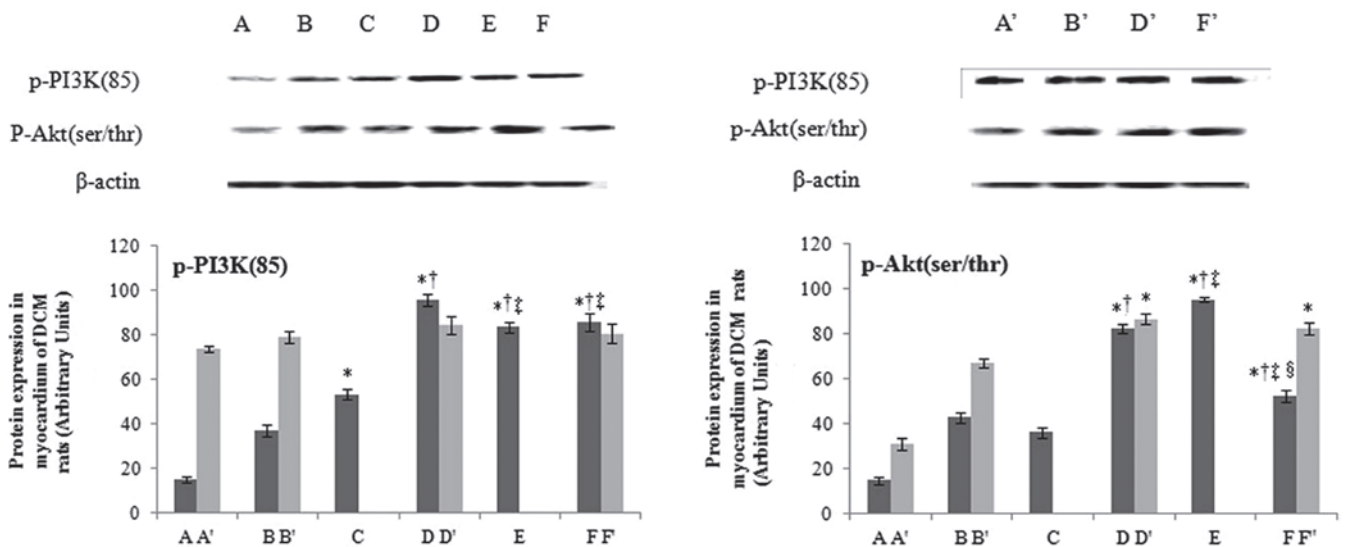 A B C D E F
p-PI3K(85)
P-Akt(ser/thr)
β-actin
A’ B’ D’ F’
p-PI3K(85)
p-Akt(ser/thr)
β-actin
Protein expression in
myocardium of DCM
rats (Arbitrary Units )
p-PI3K(85)
120
100
80
60
40
20
0
*
*†
*†‡
*†‡
A A' B B' C D D' E F F'
Protein expression in
myocardium of DCM rats
(Arbitrary Units)
p-Akt(ser/thr)
120
100
80
60
40
20
0
*†
*
*†‡
*†‡ §
*
A A' B B' C D D' E F F"